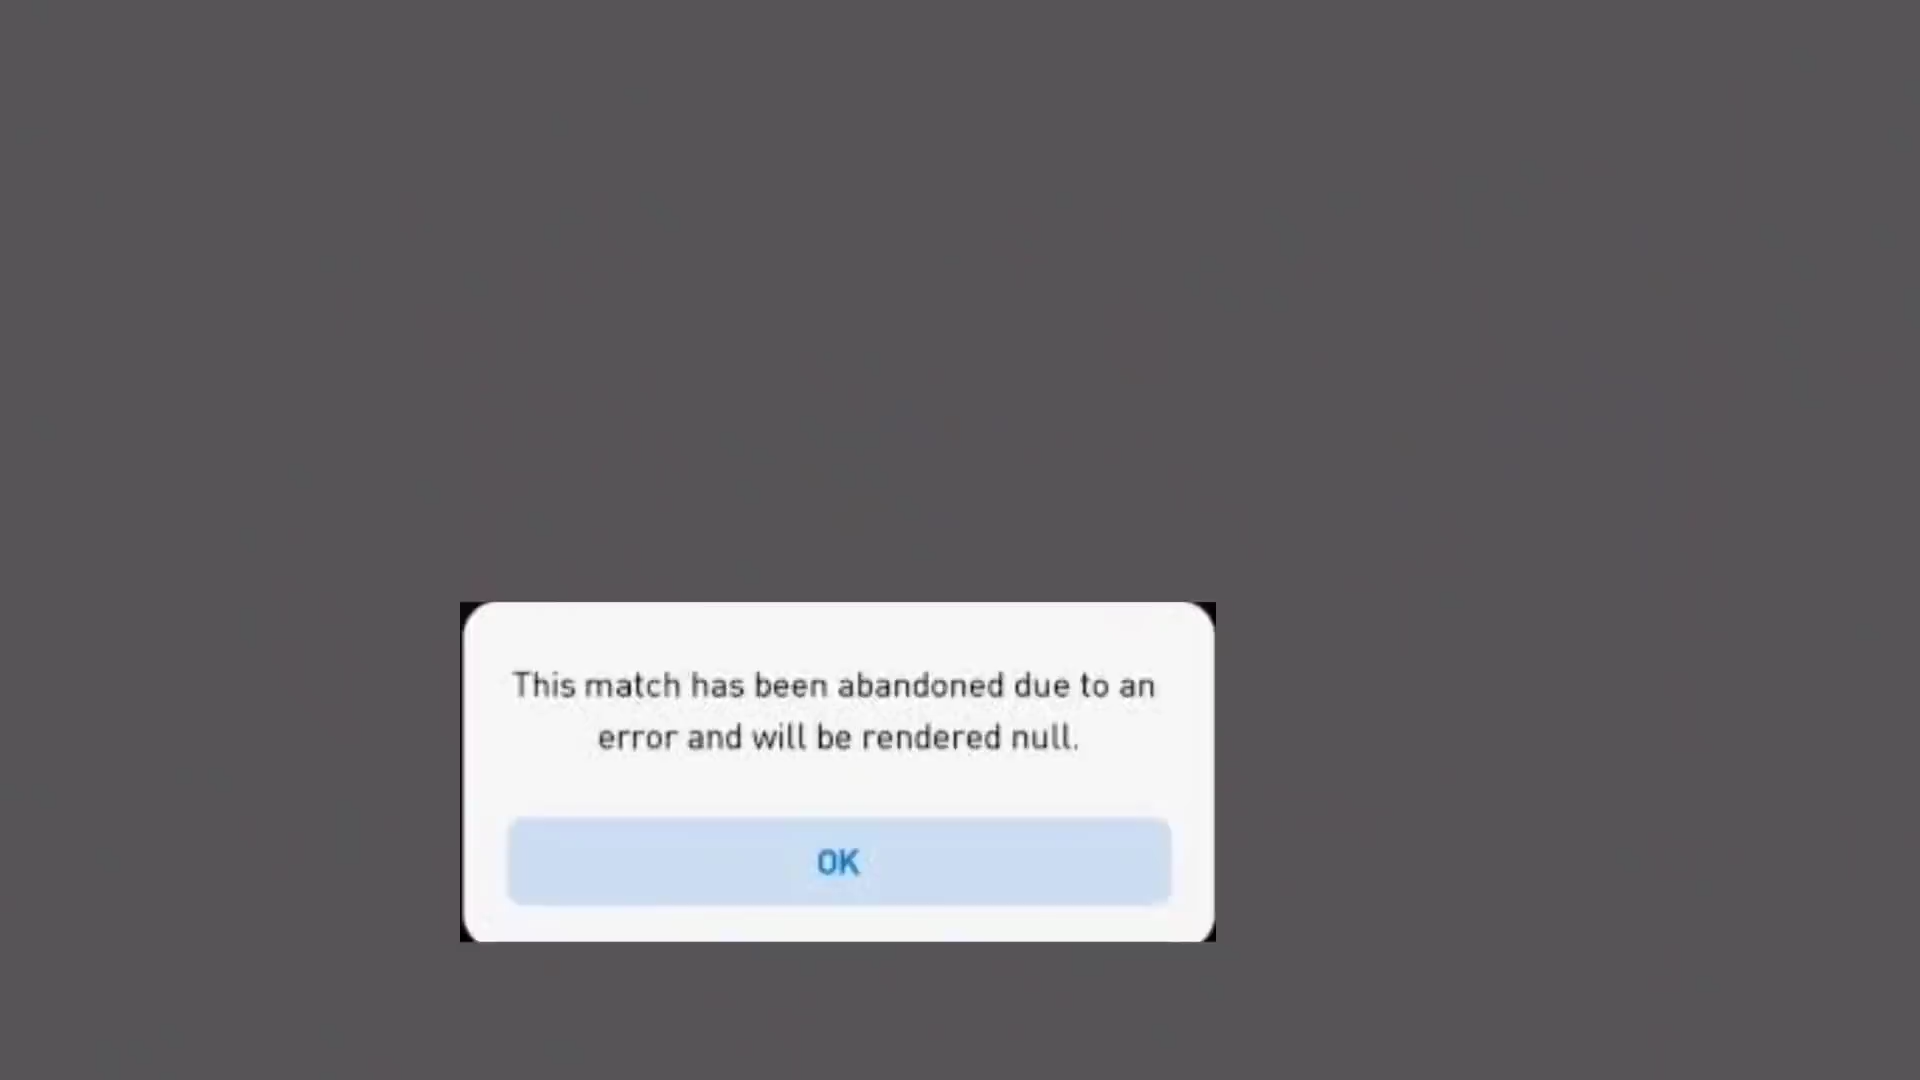 This match has been abandoned due to an
error and will be rendered null.
OK